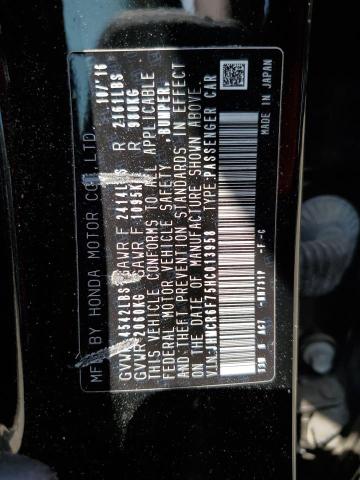 MFD BY HONDA MOTOR CO., LTD. 10/16
GVWR 4522LBS GAWR F 2414LBS R 2161LBS
GVWR 2060KG GAWR F 1095KG R 980KG
THIS VEHICLE CONFORMS TO ALL APPLICABLE
FEDERAL MOTOR VEHICLE SAFETY, BUMPER,
AND THEFT PREVENTION STANDARDS IN EFFECT
ON THE DATE OF MANUFACTURE SHOWN ABOVE.
TYPE:PASSENGER CAR
MADE IN JAPAN